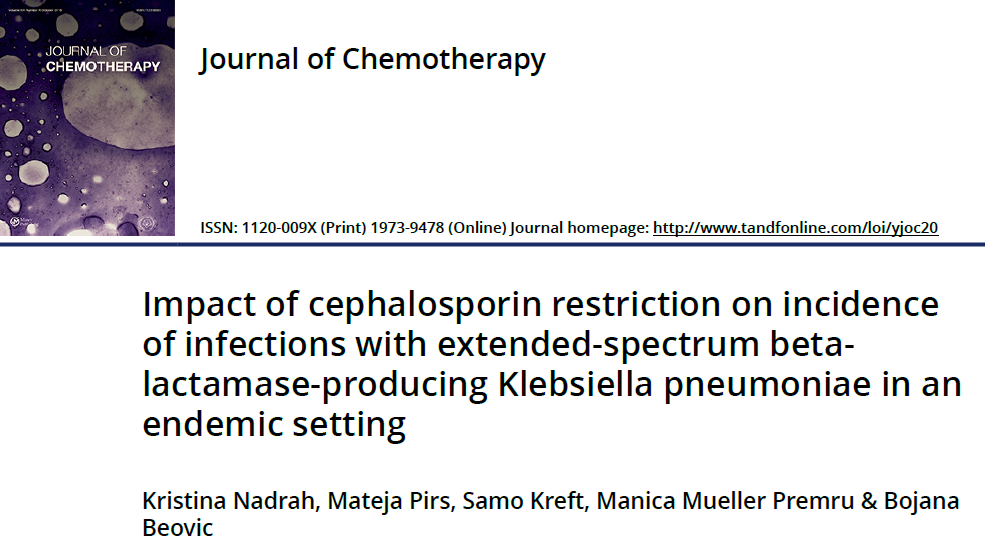 JOURNAL OF
CHEMOTHERAPY
Journal of Chemotherapy
ISSN: 1120-009X (Print) 1973-9478 (Online) Journal homepage: http://www.tandfonline.com/loi/yjoc20
Impact of cephalosporin restriction on incidence
of infections with extended-spectrum beta-
lactamase-producing Klebsiella pneumoniae in an
endemic setting
Kristina Nadrah, Mateja Pirs, Samo Kreft, Manica Mueller Premru & Bojana
Beovic